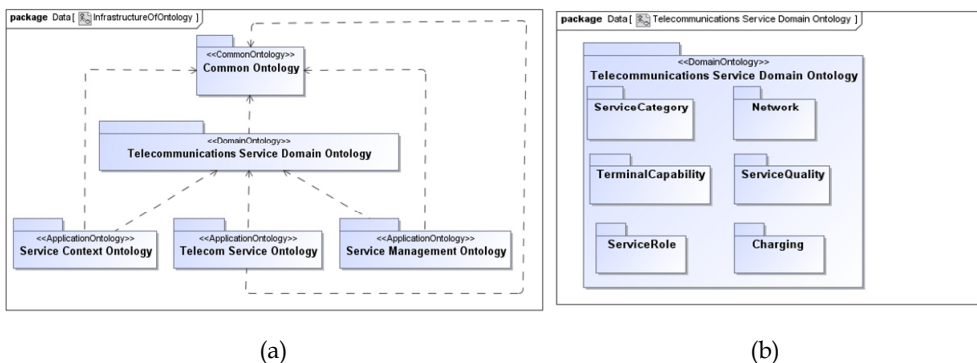 package Data [ InfrastructureOfOntology ]
<<CommonOntology>>
Common Ontology
<<DomainOntology>>
Telecommunications Service Domain Ontology
<<ApplicationOntology>>
Service Context Ontology
<<ApplicationOntology>>
Telecom Service Ontology
<<ApplicationOntology>>
Service Management Ontology
(a)
package Data [ Telecommunications Service Domain Ontology ]
<<DomainOntology>>
Telecommunications Service Domain Ontology
ServiceCategory
Network
TerminalCapability
ServiceQuality
ServiceRole
Charging
(b)